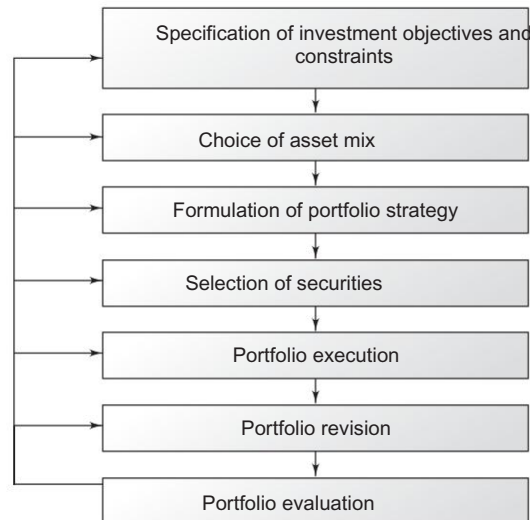 Specification of investment objectives and
constraints
Choice of asset mix
Formulation of portfolio strategy
Selection of securities
Portfolio execution
Portfolio revision
Portfolio evaluation